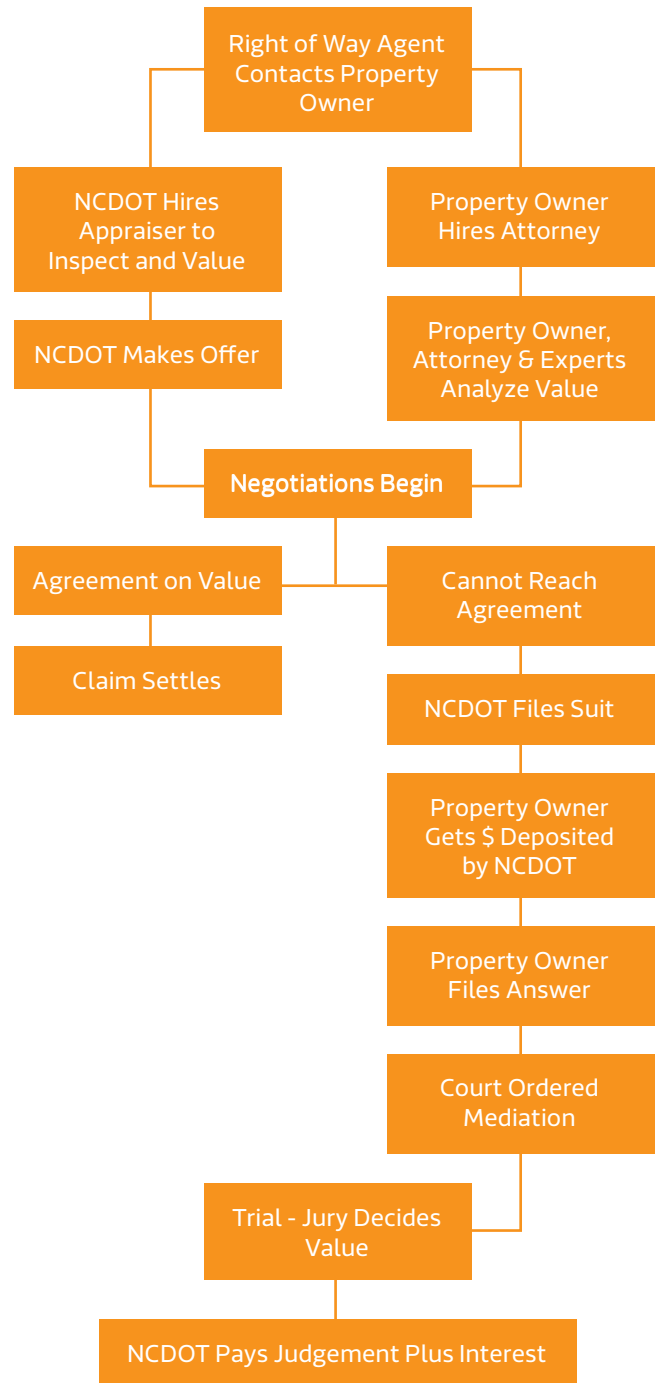 Right of Way Agent
Contacts Property
Owner
NCDOT Hires
Appraiser to
Inspect and Value
Property Owner
Hires Attorney
NCDOT Makes Offer
Property Owner,
Attorney & Experts
Analyze Value
Negotiations Begin
Agreement on Value
Cannot Reach
Agreement
Claim Settles
NCDOT Files Suit
Property Owner
Gets $ Deposited
by NCDOT
Property Owner
Files Answer
Court Ordered
Mediation
Trial - Jury Decides
Value
NCDOT Pays Judgement Plus Interest